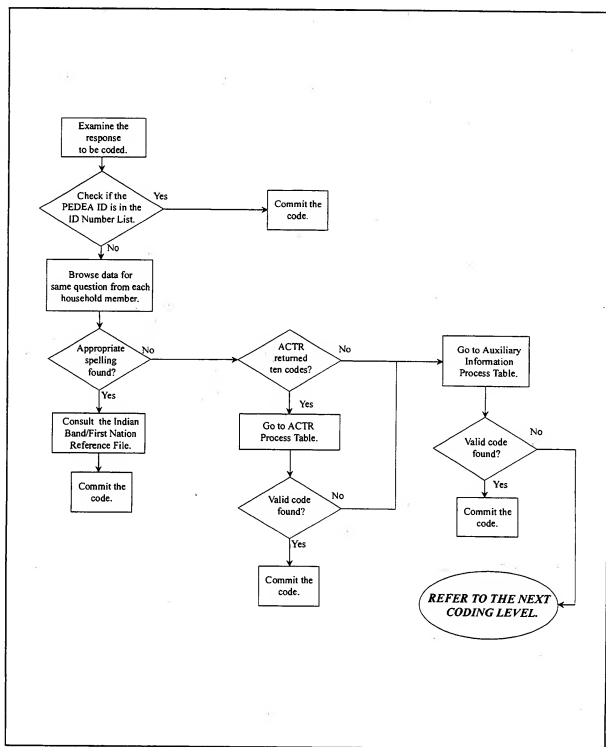 Examine the
response
to be coded.
Check if the
PEDEA ID is in the
ID Number List.
Yes
Commit the
code.
No
Browse data for
same question from each
household member.
Appropriate
spelling
found?
No
Yes
Consult the Indian
Band/First Nation
Reference File.
Commit the
code.
ACTR
returned
ten codes?
No
Yes
Go to ACTR
Process Table.
Valid code
found?
No
Yes
Commit the
code.
Go to Auxiliary
Information
Process Table.
Valid code
found?
No
Yes
Commit the
code.
REFER TO THE NEXT
CODING LEVEL.